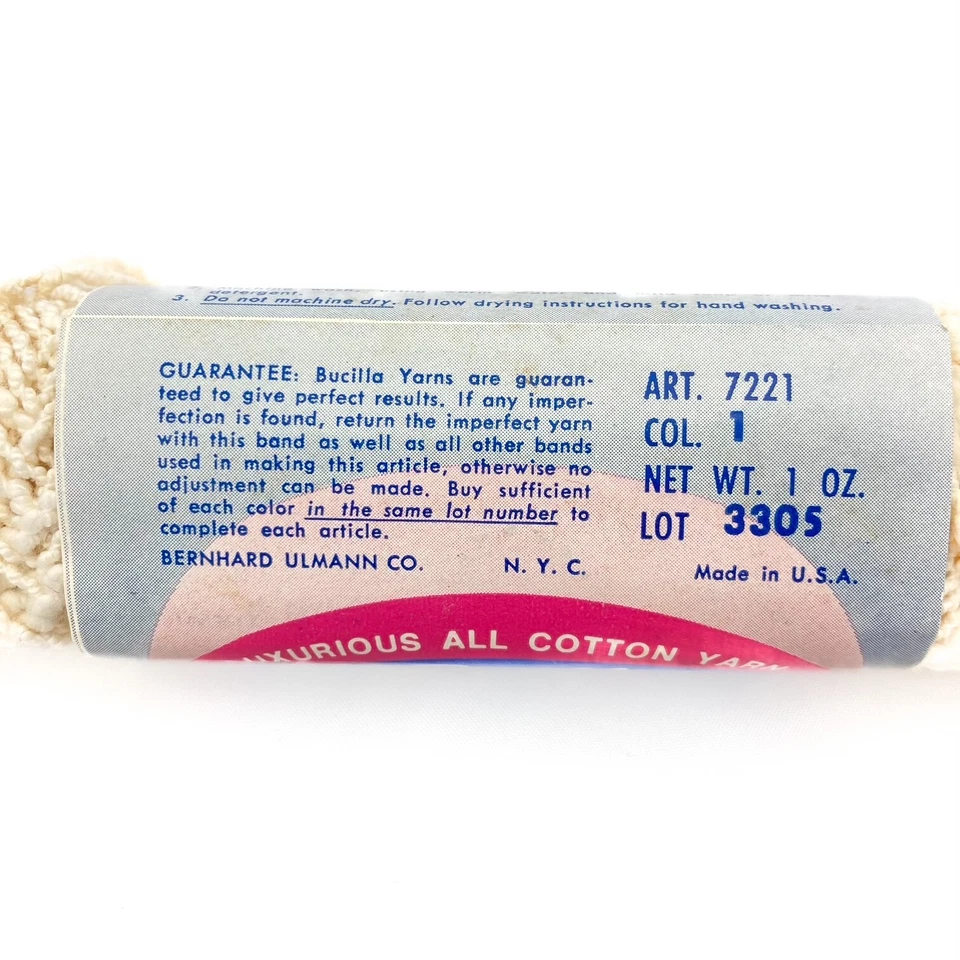 detergent.
3. Do not machine dry. Follow drying instructions for hand washing.
GUARANTEE: Bucilla Yarns are guaran-
teed to give perfect results. If any imper-
fection is found, return the imperfect yarn
with this band as well as all other bands
used in making this article, otherwise no
adjustment can be made. Buy sufficient
of each color in the same lot number to
complete each article.
BERNHARD ULMANN CO. N. Y. C.
ART. 7221
COL. 1
NET WT. 1 OZ.
LOT 3305
Made in U.S.A.
LUXURIOUS ALL COTTON YARN